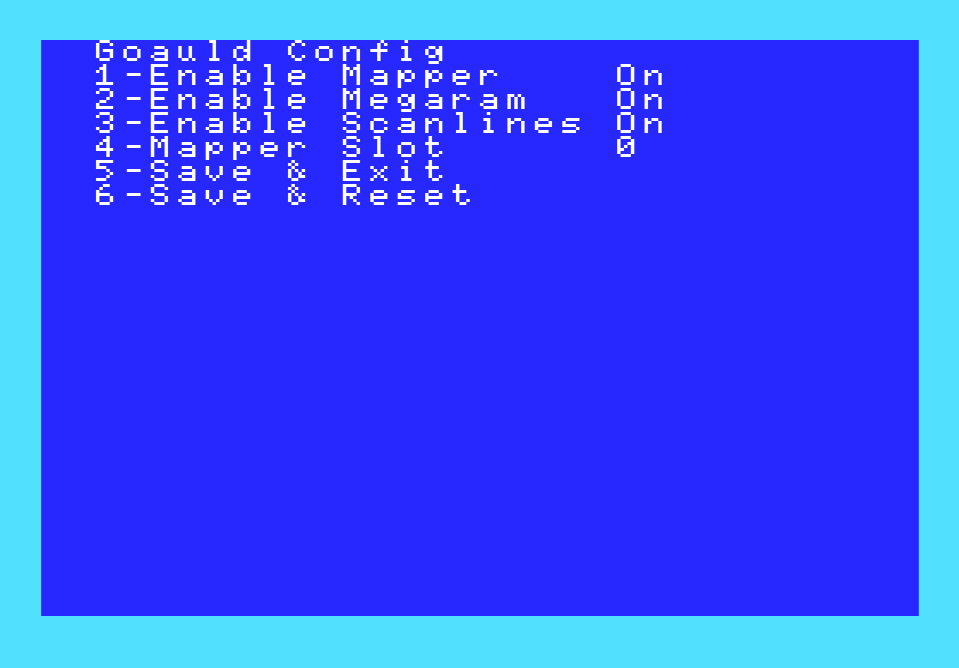 Goauld Config
1-Enable Mapper On
2-Enable Megaram On
3-Enable Scanlines On
4-Mapper Slot 0
5-Save & Exit
6-Save & Reset